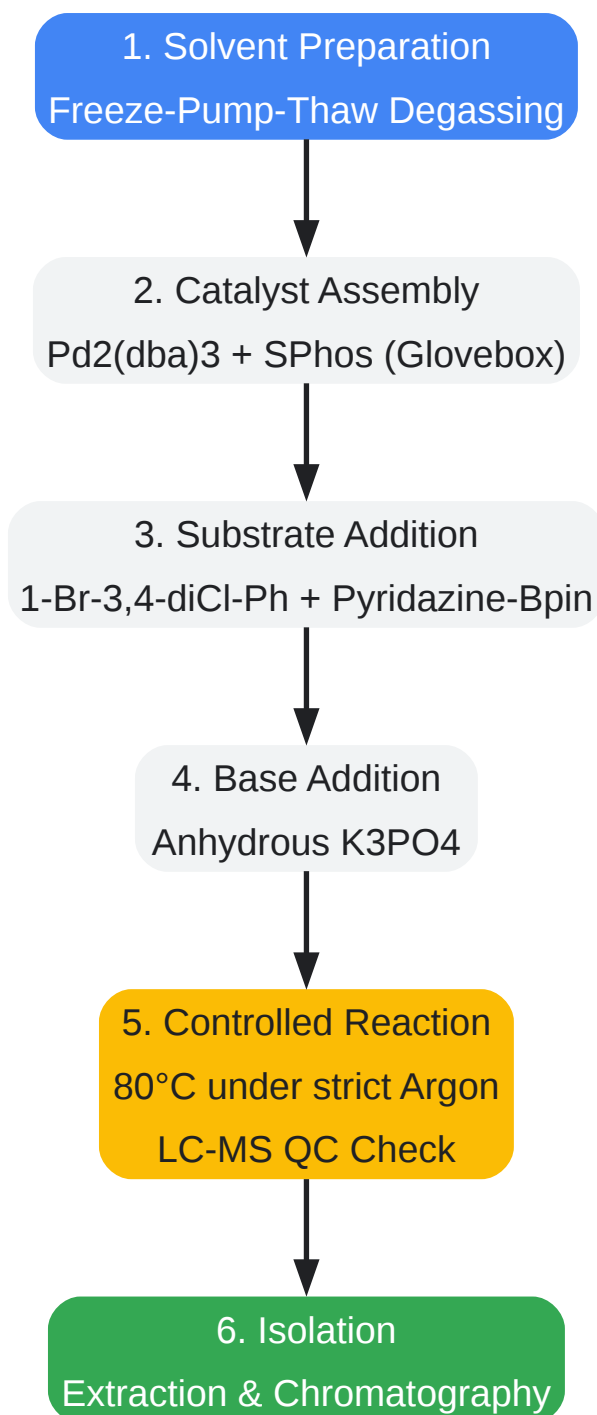 1. Solvent Preparation
Freeze-Pump-Thaw Degassing
2. Catalyst Assembly
Pd2(dba)3 + SPhos (Glovebox)
3. Substrate Addition
1-Br-3,4-diCl-Ph + Pyridazine-Bpin
4. Base Addition
Anhydrous K3PO4
5. Controlled Reaction
80°C under strict Argon
LC-MS QC Check
6. Isolation
Extraction & Chromatography